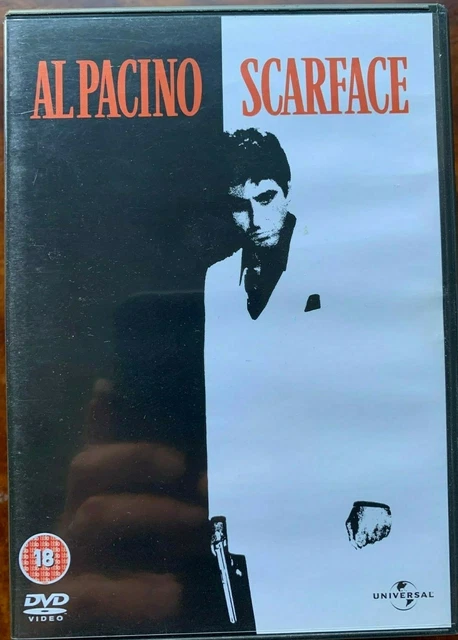 AL PACINO SCARFACE
18
DVD
VIDEO
UNIVERSAL